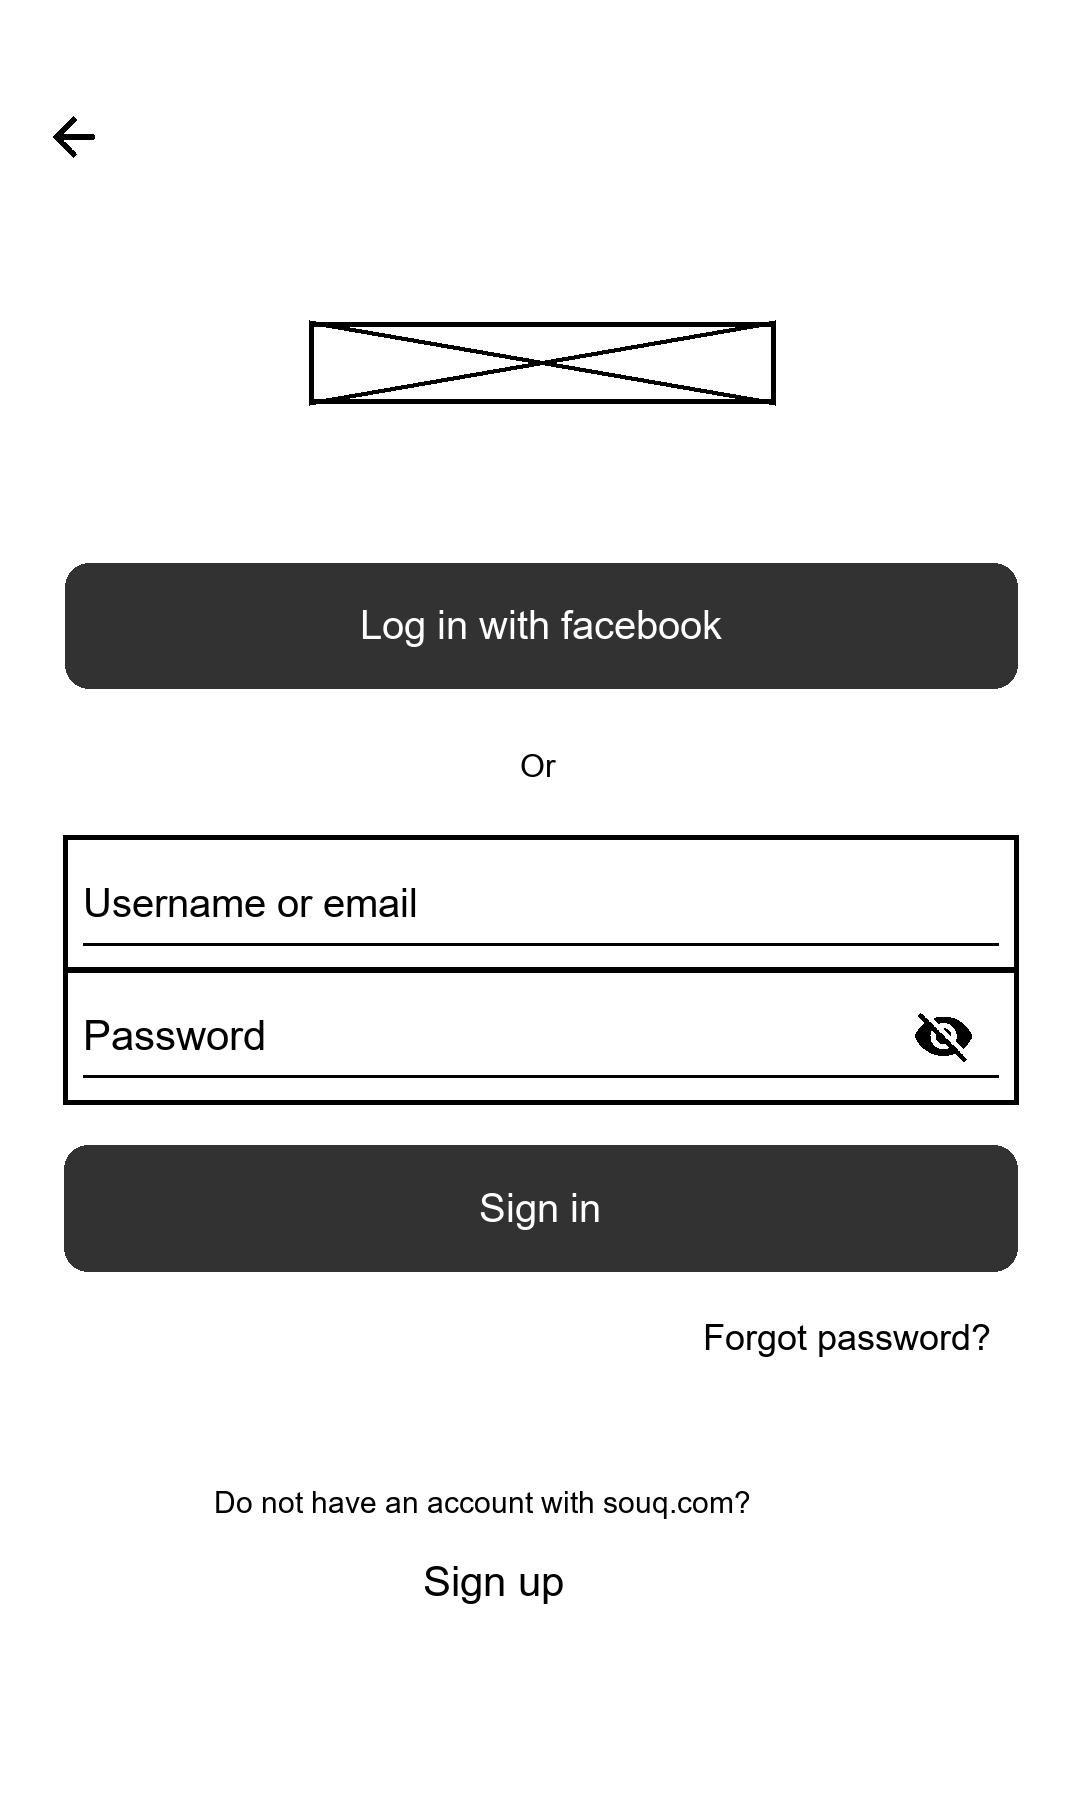 Log in with facebook
Or
Username or email
Password
Sign in
Forgot password?
Do not have an account with souq.com?
Sign up